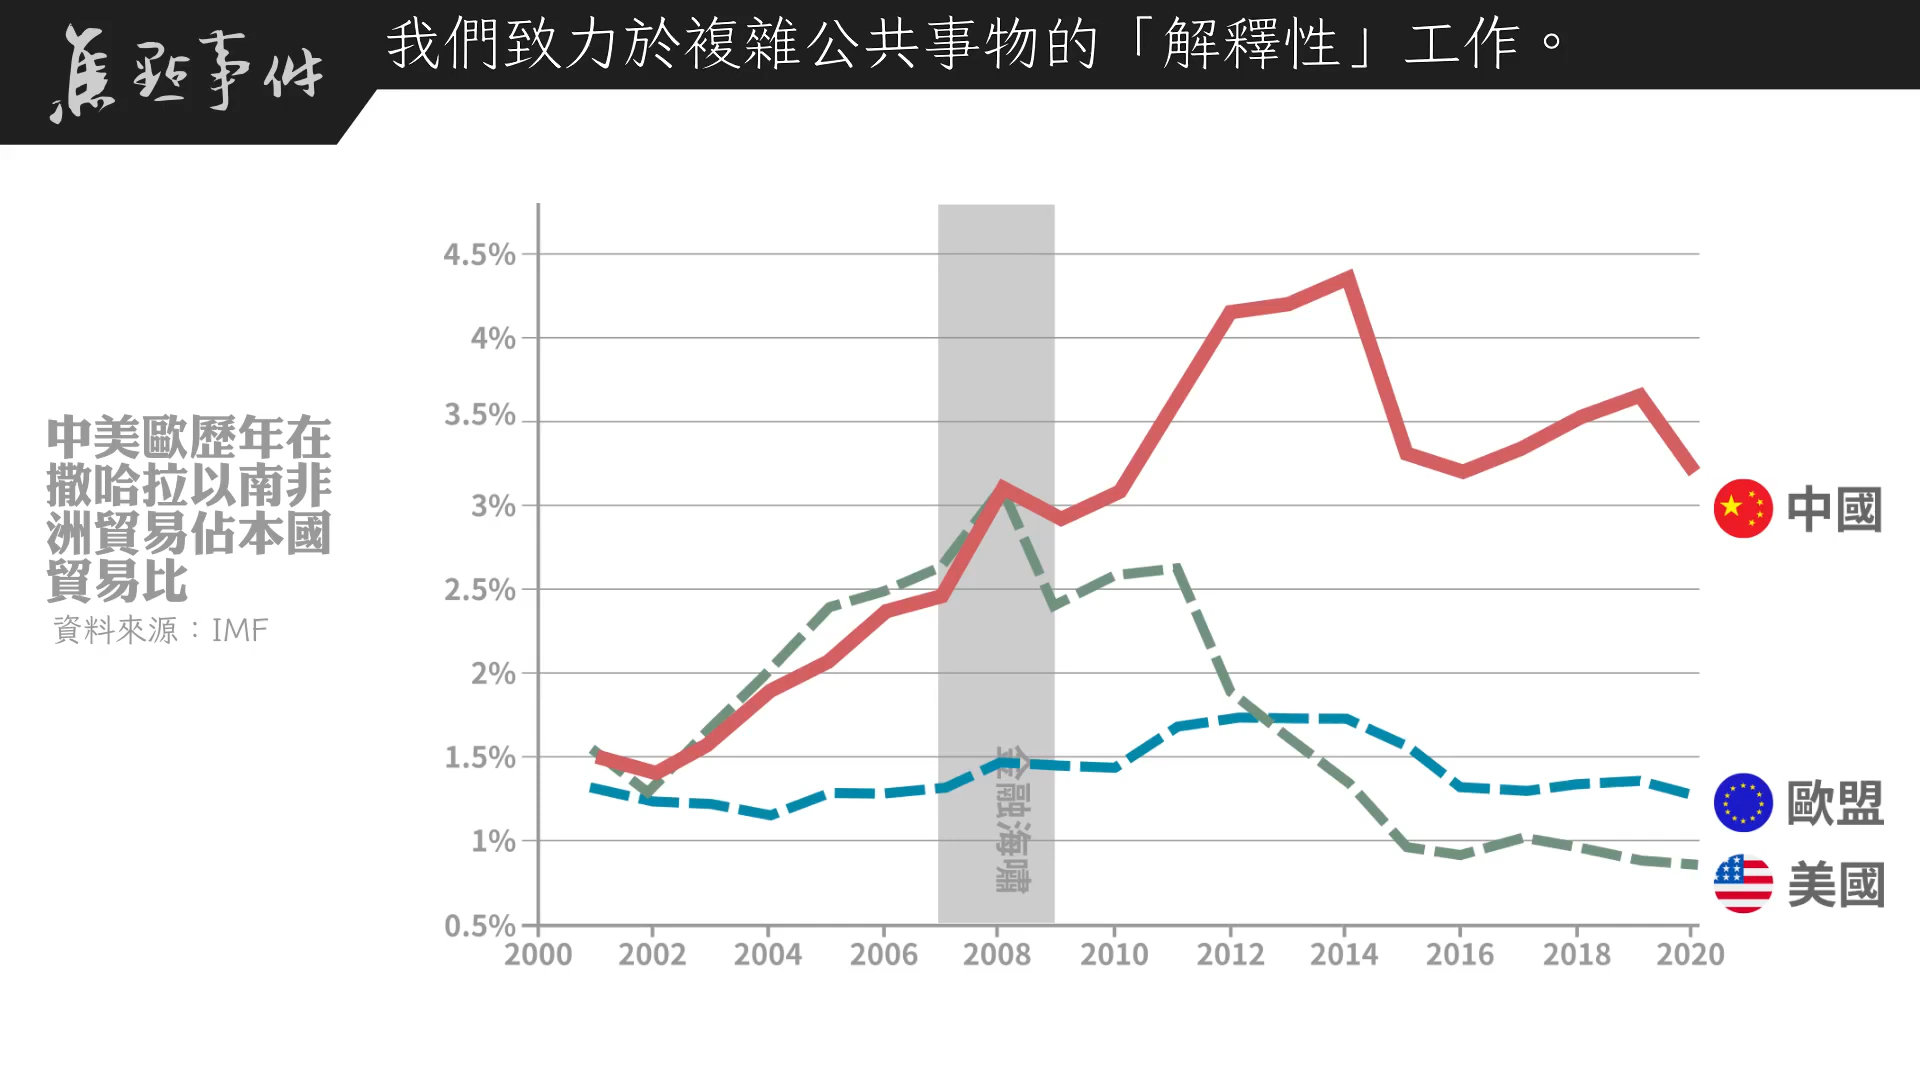 焦點事件
我們致力於複雜公共事物的「解釋性」工作。
中美歐歷年在
撒哈拉以南非
洲貿易佔本國
貿易比
資料來源：IMF
4.5%
4%
3.5%
3%
2.5%
2%
1.5%
1%
0.5%
金融海嘯
2000 2002 2004 2006 2008 2010 2012 2014 2016 2018 2020
中國
歐盟
美國